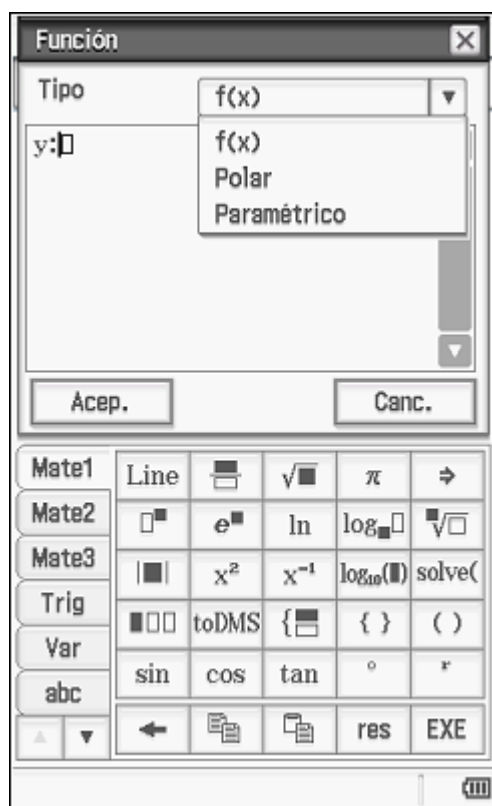 Función
Tipo f(x)
y:
f(x)
Polar
Paramétrico
Acep. Canc.
Mate1 Line √ π ⇒
Mate2 e ln log √
Mate3 | | x² x⁻¹ log₁₀( ) solve(
Trig toDMS { { } ( )
Var
sin cos tan ° r
abc
← res EXE